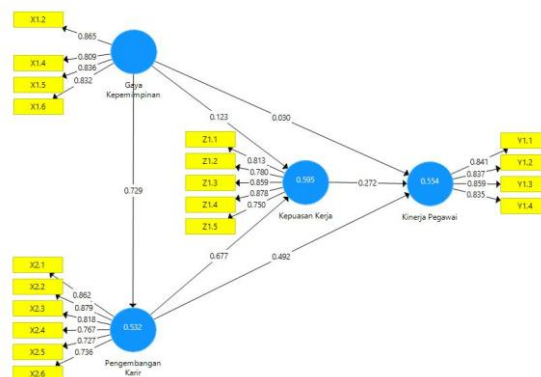 X1.2
0.865
X1.4
0.809
X1.5
0.836
X1.6
0.832
Gaya
Kepemimpinan
0.123
0.030
0.729
Z1.1
0.813
Z1.2
0.780
Z1.3
0.859
Z1.4
0.878
Z1.5
0.750
0.595
Kepuasan Kerja
0.272
0.554
Kinerja Pegawai
Y1.1
0.841
Y1.2
0.837
Y1.3
0.859
Y1.4
0.835
0.677
0.492
X2.1
0.862
X2.2
0.879
X2.3
0.818
X2.4
0.767
X2.5
0.727
X2.6
0.736
0.532
Pengembangan
Karir